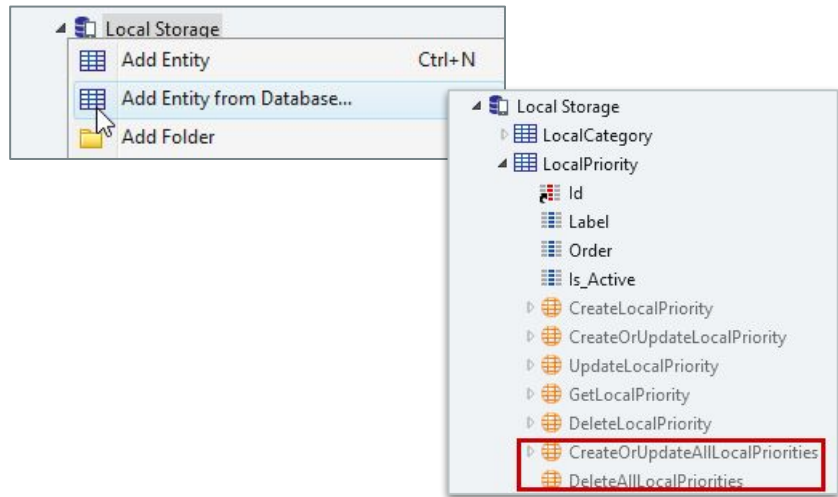 Local Storage
Add Entity Ctrl+N
Add Entity from Database...
Add Folder
Local Storage
LocalCategory
LocalPriority
Id
Label
Order
Is_Active
CreateLocalPriority
CreateOrUpdateLocalPriority
UpdateLocalPriority
GetLocalPriority
DeleteLocalPriority
CreateOrUpdateAllLocalPriorities
DeleteAllLocalPriorities